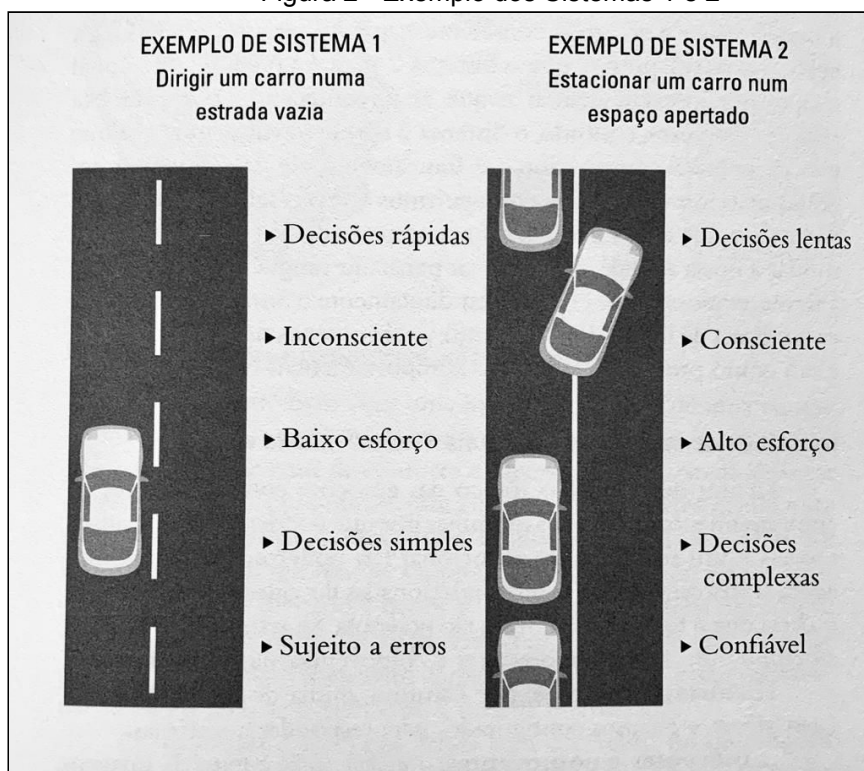 Figura 2 - Exemplo dos Sistemas 1 e 2
EXEMPLO DE SISTEMA 1
Dirigir um carro numa
estrada vazia
▸ Decisões rápidas
▸ Inconsciente
▸ Baixo esforço
▸ Decisões simples
▸ Sujeito a erros
EXEMPLO DE SISTEMA 2
Estacionar um carro num
espaço apertado
▸ Decisões lentas
▸ Consciente
▸ Alto esforço
▸ Decisões
complexas
▸ Confiável